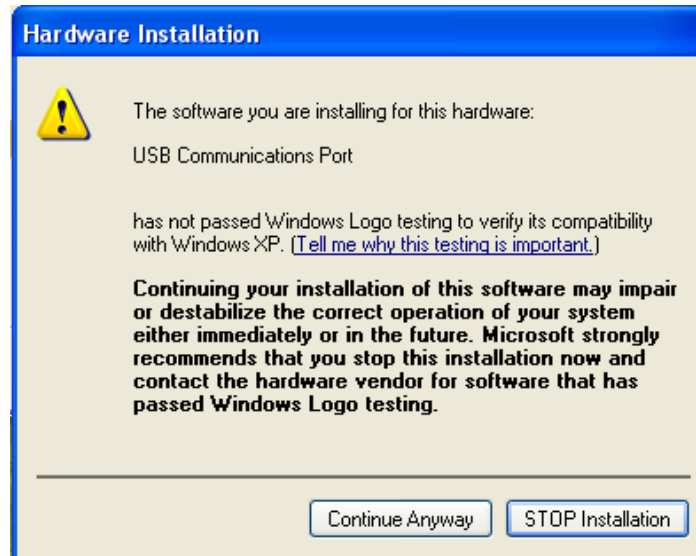 Hardware Installation
The software you are installing for this hardware:
USB Communications Port
has not passed Windows Logo testing to verify its compatibility
with Windows XP. (Tell me why this testing is important.)
Continuing your installation of this software may impair
or destabilize the correct operation of your system
either immediately or in the future. Microsoft strongly
recommends that you stop this installation now and
contact the hardware vendor for software that has
passed Windows Logo testing.
Continue Anyway
STOP Installation